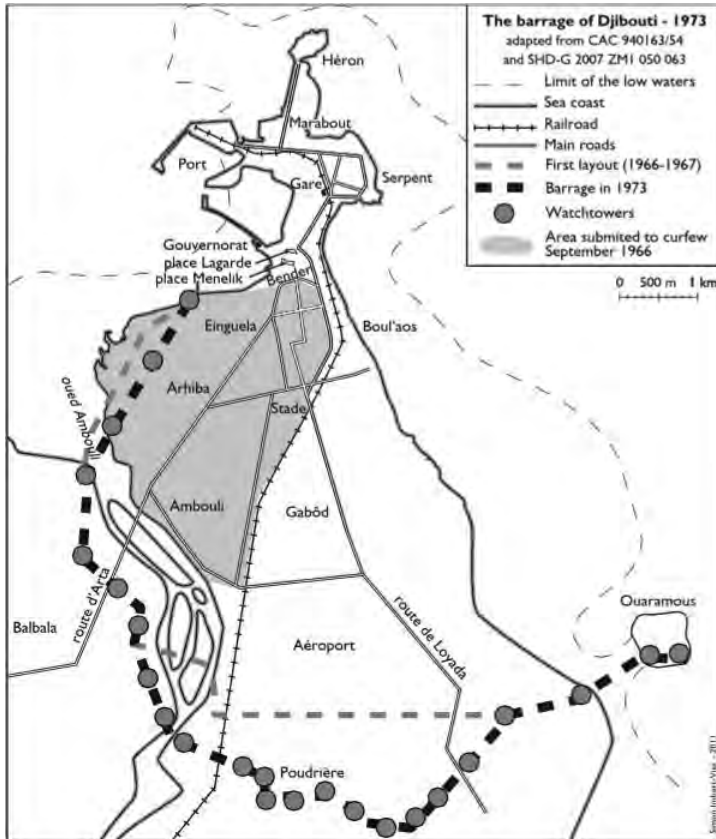 The barrage of Djibouti - 1973
adapted from CAC 940163/54
and SHD-G 2007 ZM1 050 063
Limit of the low waters
Sea coast
Railroad
Main roads
First layout (1966-1967)
Barrage in 1973
Watchtowers
Area submited to curfew
September 1966
0 500 m 1 km
Héron
Marabout
Port
Gare
Serpent
Gouyernorat
place Lagarde
place Menelik
Bender
Einguela
Boul'aos
Arhiba
Stade
oued Ambouli
Ambouli
Gabôd
route d'Arta
Balbala
Ouaramous
route de Loyada
Aéroport
Poudrière
2011